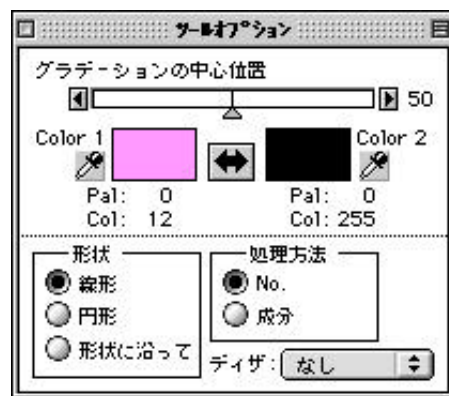 ツールオプション
グラデーションの中心位置
50
Color 1
Color 2
Pal: 0
Pal: 0
Col: 12
Col: 255
形状
処理方法
線形
No.
円形
成分
形状に沿って
ディザ: なし